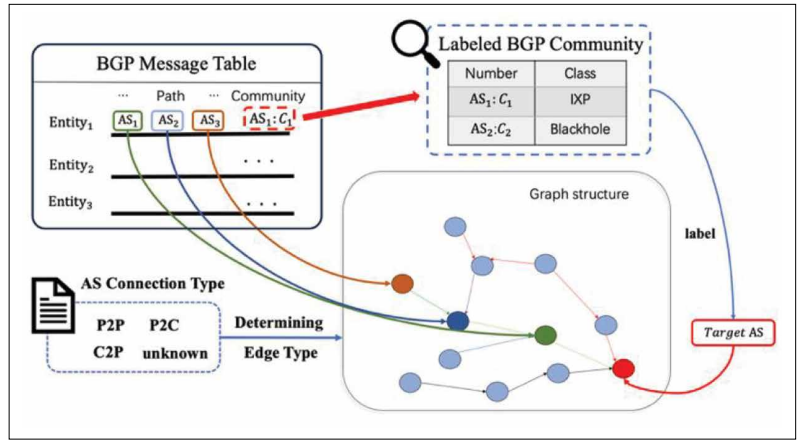 BGP Message Table
... Path ... Community
Entity₁ AS₁ AS₂ AS₃ AS₁:C₁
Entity₂ ...
Entity₃ ...
Labeled BGP Community
Number Class
AS₁:C₁ IXP
AS₂:C₂ Blackhole
Graph structure
label
Target AS
AS Connection Type
P2P P2C
C2P unknown
Determining
Edge Type